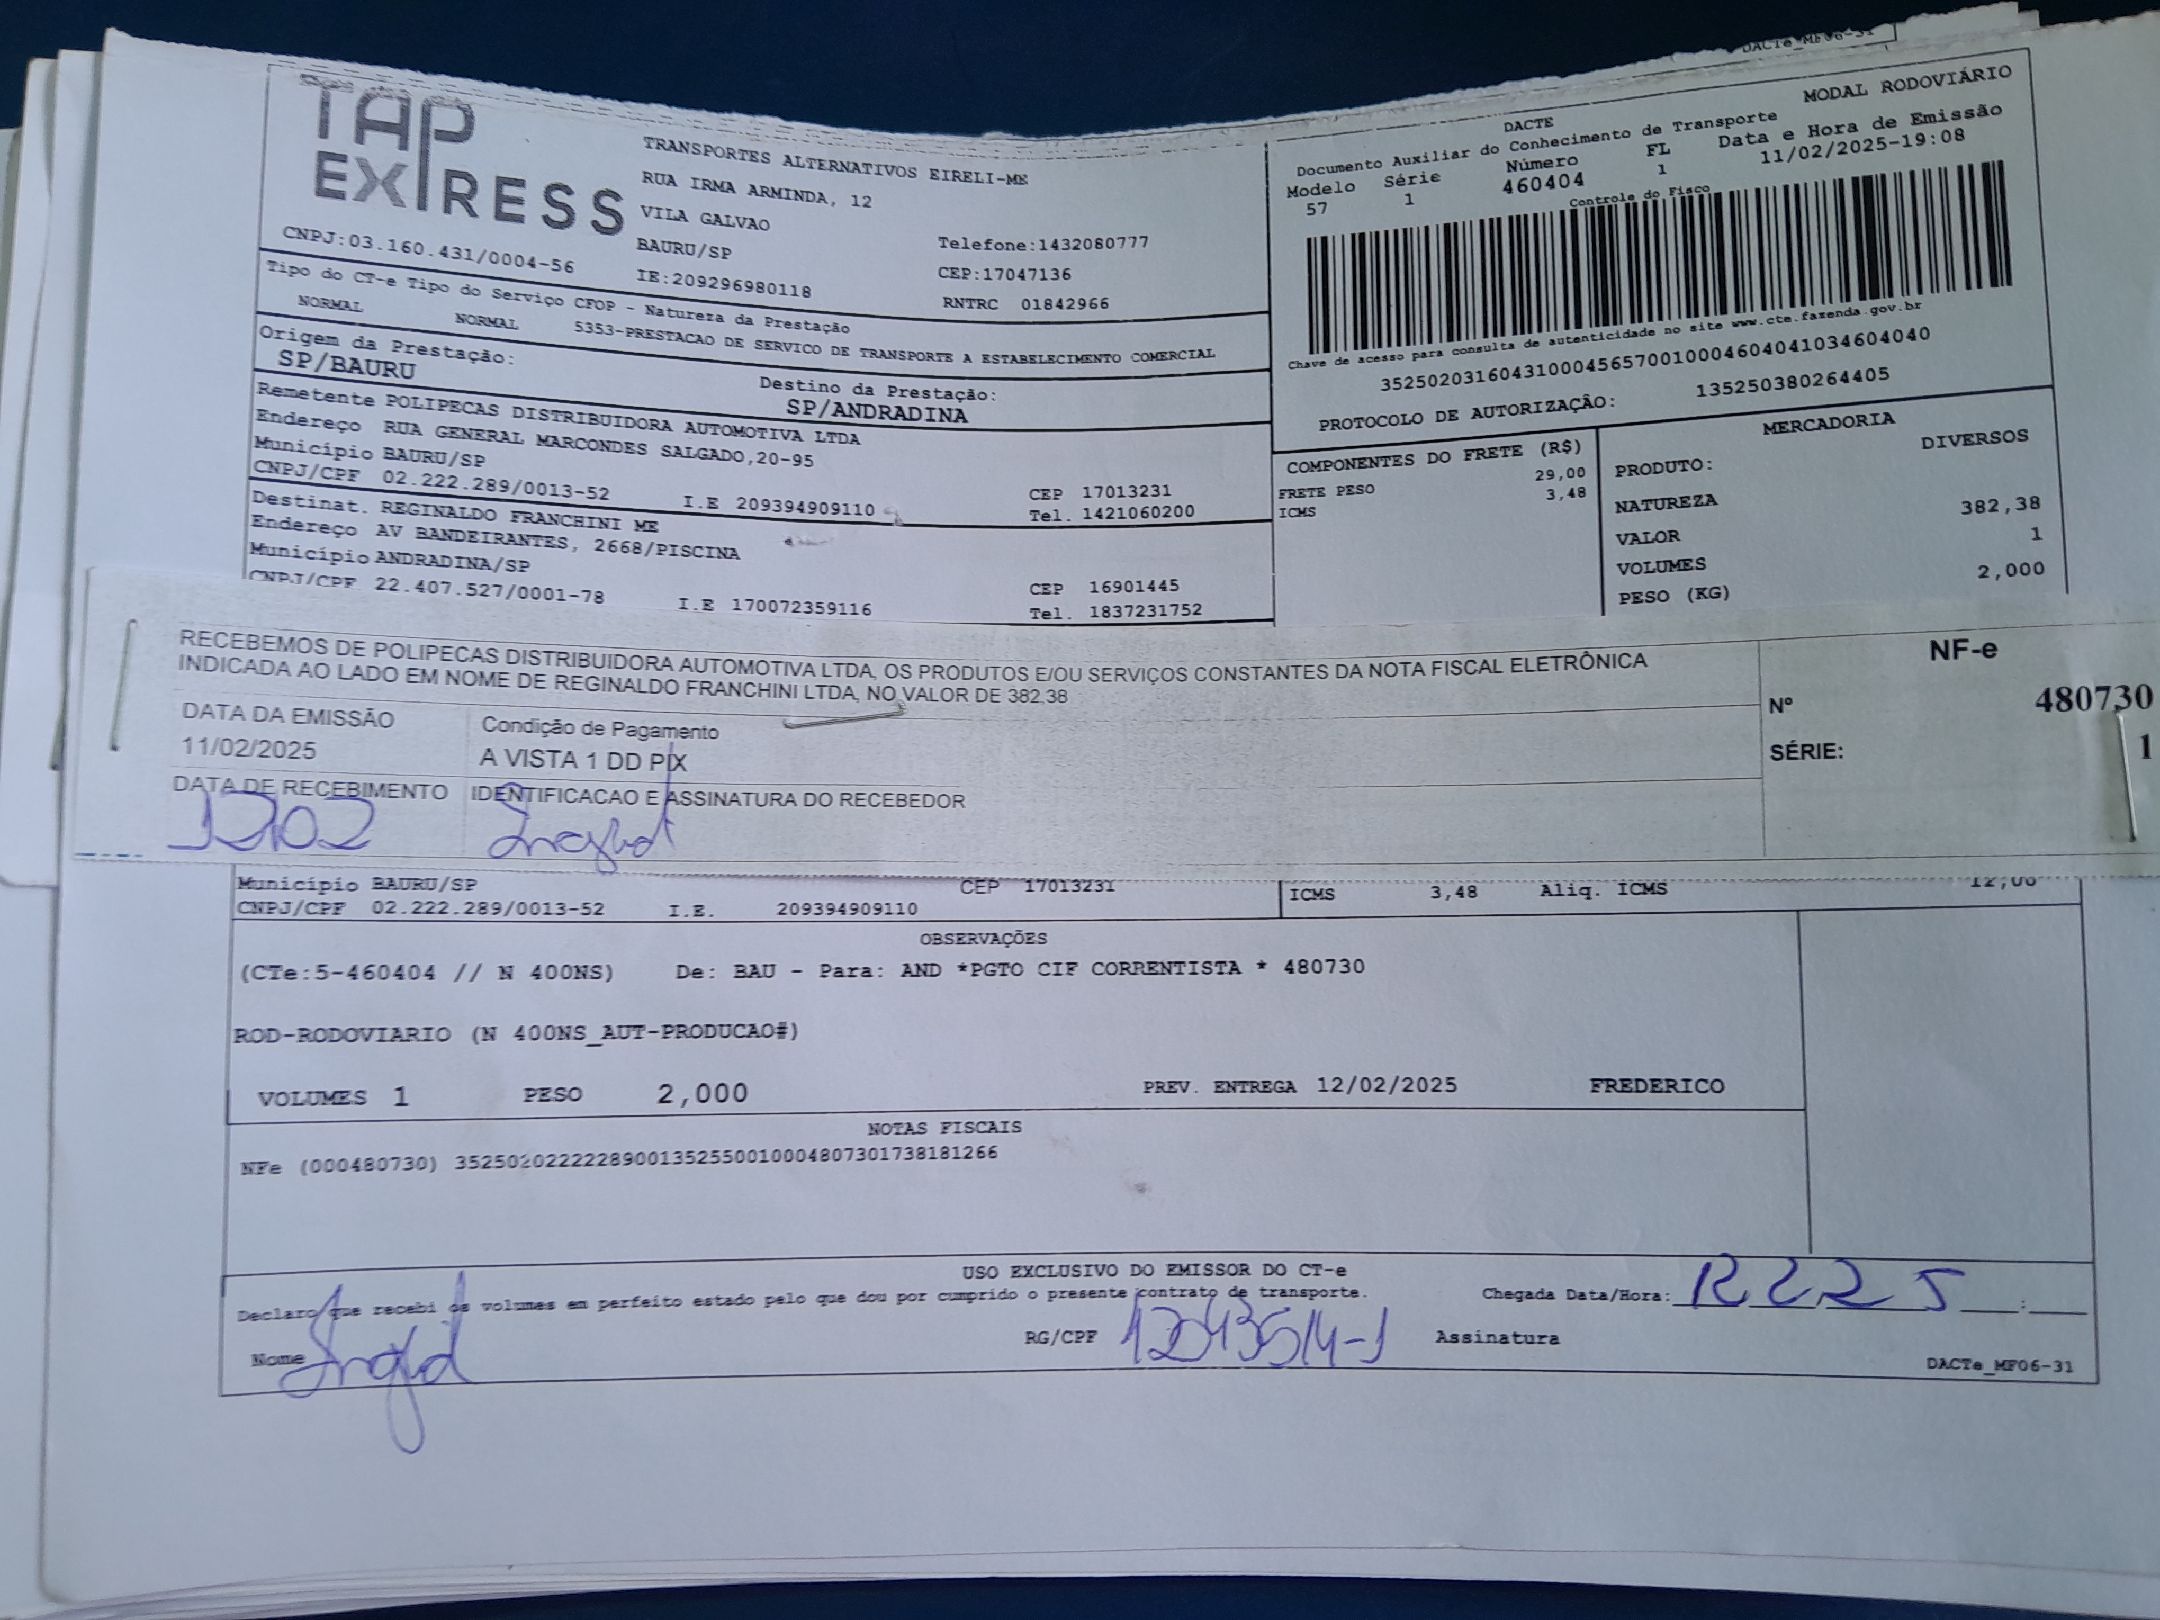 DACTe_MF06-31
TAP EXPRESS
TRANSPORTES ALTERNATIVOS EIRELI-ME
RUA IRMA ARMINDA, 12
VILA GALVAO
BAURU/SP Telefone:1432080777
CNPJ:03.160.431/0004-56 IE:209296980118 CEP:17047136
RNTRC 01842966
Tipo do CT-e Tipo do Serviço CFOP - Natureza da Prestação
NORMAL NORMAL 5353-PRESTACAO DE SERVICO DE TRANSPORTE A ESTABELECIMENTO COMERCIAL
Origem da Prestação: Destino da Prestação:
SP/BAURU SP/ANDRADINA
Remetente POLIPECAS DISTRIBUIDORA AUTOMOTIVA LTDA
Endereço RUA GENERAL MARCONDES SALGADO,20-95
Município BAURU/SP CEP 17013231
CNPJ/CPF 02.222.289/0013-52 I.E 209394909110 Tel. 1421060200
Destinat. REGINALDO FRANCHINI ME
Endereço AV BANDEIRANTES, 2668/PISCINA
Município ANDRADINA/SP CEP 16901445
CNPJ/CPF 22.407.527/0001-78 I.E 170072359116 Tel. 1837231752
DACTE MODAL RODOVIÁRIO
Documento Auxiliar do Conhecimento de Transporte
Modelo Série Número FL Data e Hora de Emissão
57 1 460404 1 11/02/2025-19:08
Controle do Fisco
Chave de acesso para consulta de autenticidade no site www.cte.fazenda.gov.br
35250203160431000456570010004604041034604040
PROTOCOLO DE AUTORIZAÇÃO: 135250380264405
COMPONENTES DO FRETE (R$)
FRETE PESO 29,00
ICMS 3,48
MERCADORIA
PRODUTO: DIVERSOS
NATUREZA
VALOR 382,38
VOLUMES 1
PESO (KG) 2,000
RECEBEMOS DE POLIPECAS DISTRIBUIDORA AUTOMOTIVA LTDA, OS PRODUTOS E/OU SERVIÇOS CONSTANTES DA NOTA FISCAL ELETRÔNICA
INDICADA AO LADO EM NOME DE REGINALDO FRANCHINI LTDA, NO VALOR DE 382,38
DATA DA EMISSÃO Condição de Pagamento
11/02/2025 A VISTA 1 DD PIX
DATA DE RECEBIMENTO IDENTIFICACAO E ASSINATURA DO RECEBEDOR
NF-e
Nº 480730
SÉRIE: 1
Município BAURU/SP CEP 17013231
CNPJ/CPF 02.222.289/0013-52 I.E. 209394909110
ICMS 3,48 Aliq. ICMS 12,00
OBSERVAÇÕES
(CTe:5-460404 // N 400NS) De: BAU - Para: AND *PGTO CIF CORRENTISTA * 480730
ROD-RODOVIARIO (N 400NS_AUT-PRODUCAO#)
VOLUMES 1 PESO 2,000 PREV. ENTREGA 12/02/2025 FREDERICO
NOTAS FISCAIS
NFe (000480730) 35250202222289001352550010004807301738181266
USO EXCLUSIVO DO EMISSOR DO CT-e
Declaro que recebi os volumes em perfeito estado pelo que dou por cumprido o presente contrato de transporte. Chegada Data/Hora: 12 2 25 :
Nome RG/CPF Assinatura
DACTe_MF06-31